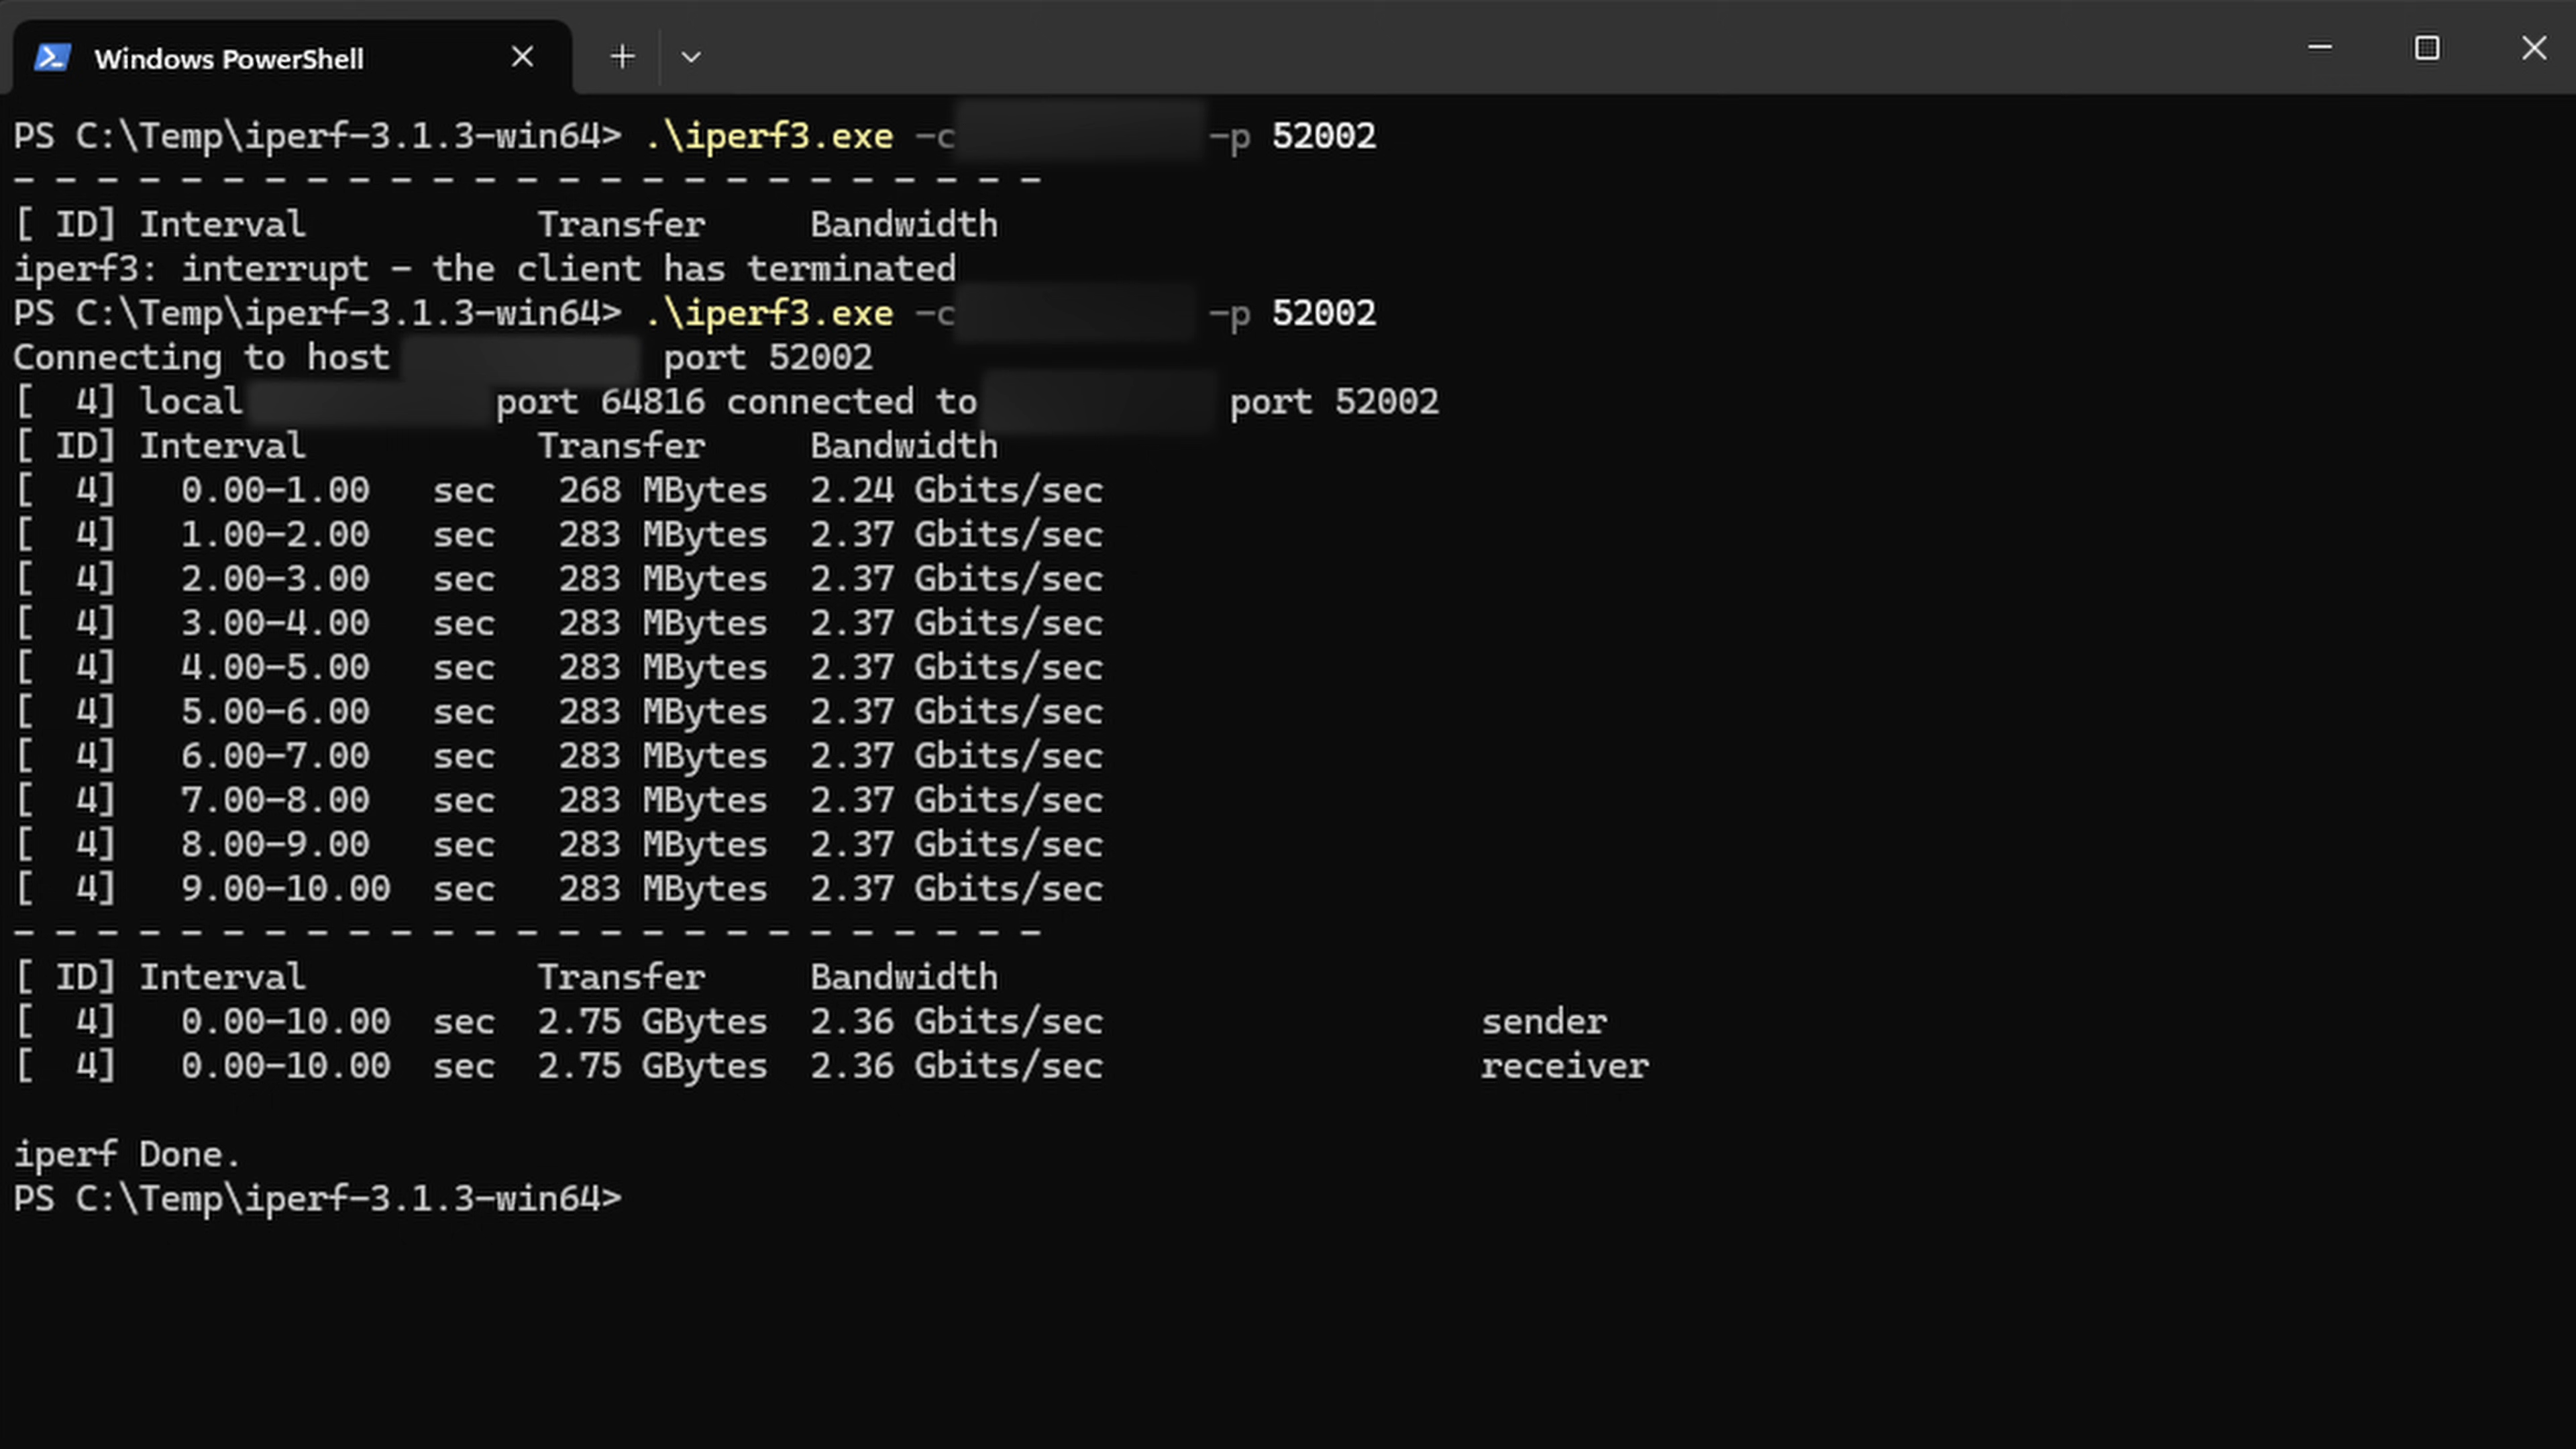 Windows PowerShell
PS C:\Temp\iperf-3.1.3-win64> .\iperf3.exe -c -p 52002
- - - - - - - - - - - - - - - - - - - - - - - - -
[ ID] Interval           Transfer     Bandwidth
iperf3: interrupt - the client has terminated
PS C:\Temp\iperf-3.1.3-win64> .\iperf3.exe -c -p 52002
Connecting to host port 52002
[  4] local port 64816 connected to port 52002
[ ID] Interval           Transfer     Bandwidth
[  4]   0.00-1.00   sec   268 MBytes  2.24 Gbits/sec
[  4]   1.00-2.00   sec   283 MBytes  2.37 Gbits/sec
[  4]   2.00-3.00   sec   283 MBytes  2.37 Gbits/sec
[  4]   3.00-4.00   sec   283 MBytes  2.37 Gbits/sec
[  4]   4.00-5.00   sec   283 MBytes  2.37 Gbits/sec
[  4]   5.00-6.00   sec   283 MBytes  2.37 Gbits/sec
[  4]   6.00-7.00   sec   283 MBytes  2.37 Gbits/sec
[  4]   7.00-8.00   sec   283 MBytes  2.37 Gbits/sec
[  4]   8.00-9.00   sec   283 MBytes  2.37 Gbits/sec
[  4]   9.00-10.00  sec   283 MBytes  2.37 Gbits/sec
- - - - - - - - - - - - - - - - - - - - - - - - -
[ ID] Interval           Transfer     Bandwidth
[  4]   0.00-10.00  sec  2.75 GBytes  2.36 Gbits/sec                  sender
[  4]   0.00-10.00  sec  2.75 GBytes  2.36 Gbits/sec                  receiver
iperf Done.
PS C:\Temp\iperf-3.1.3-win64>